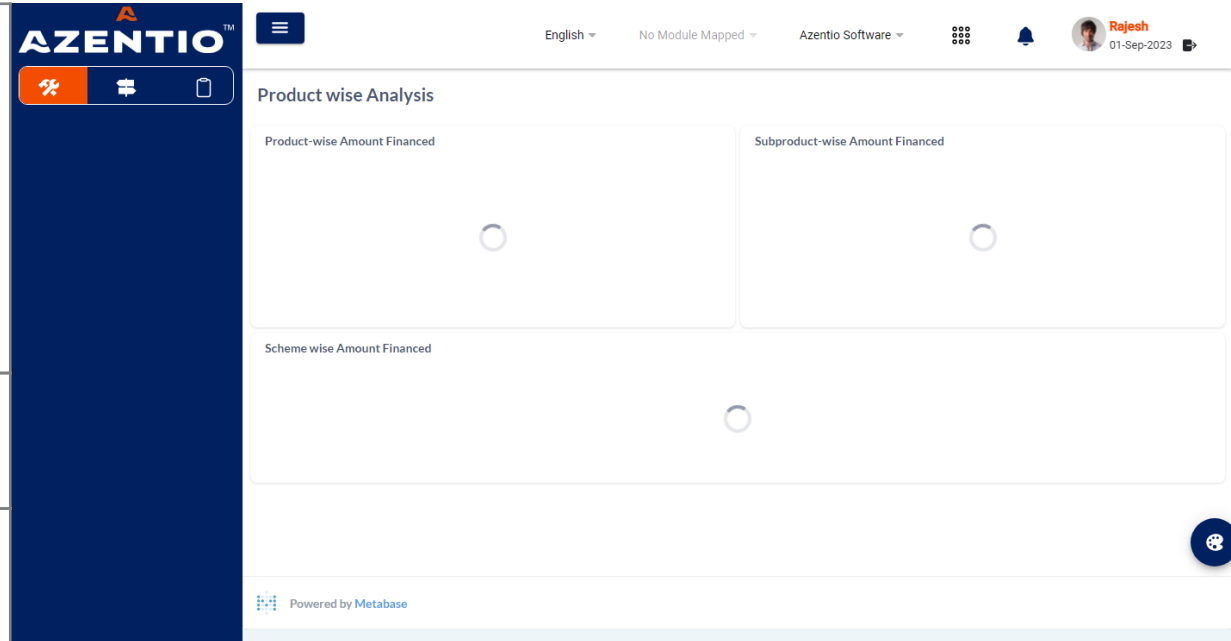 AZENTIO™
English
No Module Mapped
Azentio Software
Rajesh
01-Sep-2023
Product wise Analysis
Product-wise Amount Financed
Subproduct-wise Amount Financed
Scheme wise Amount Financed
Powered by Metabase